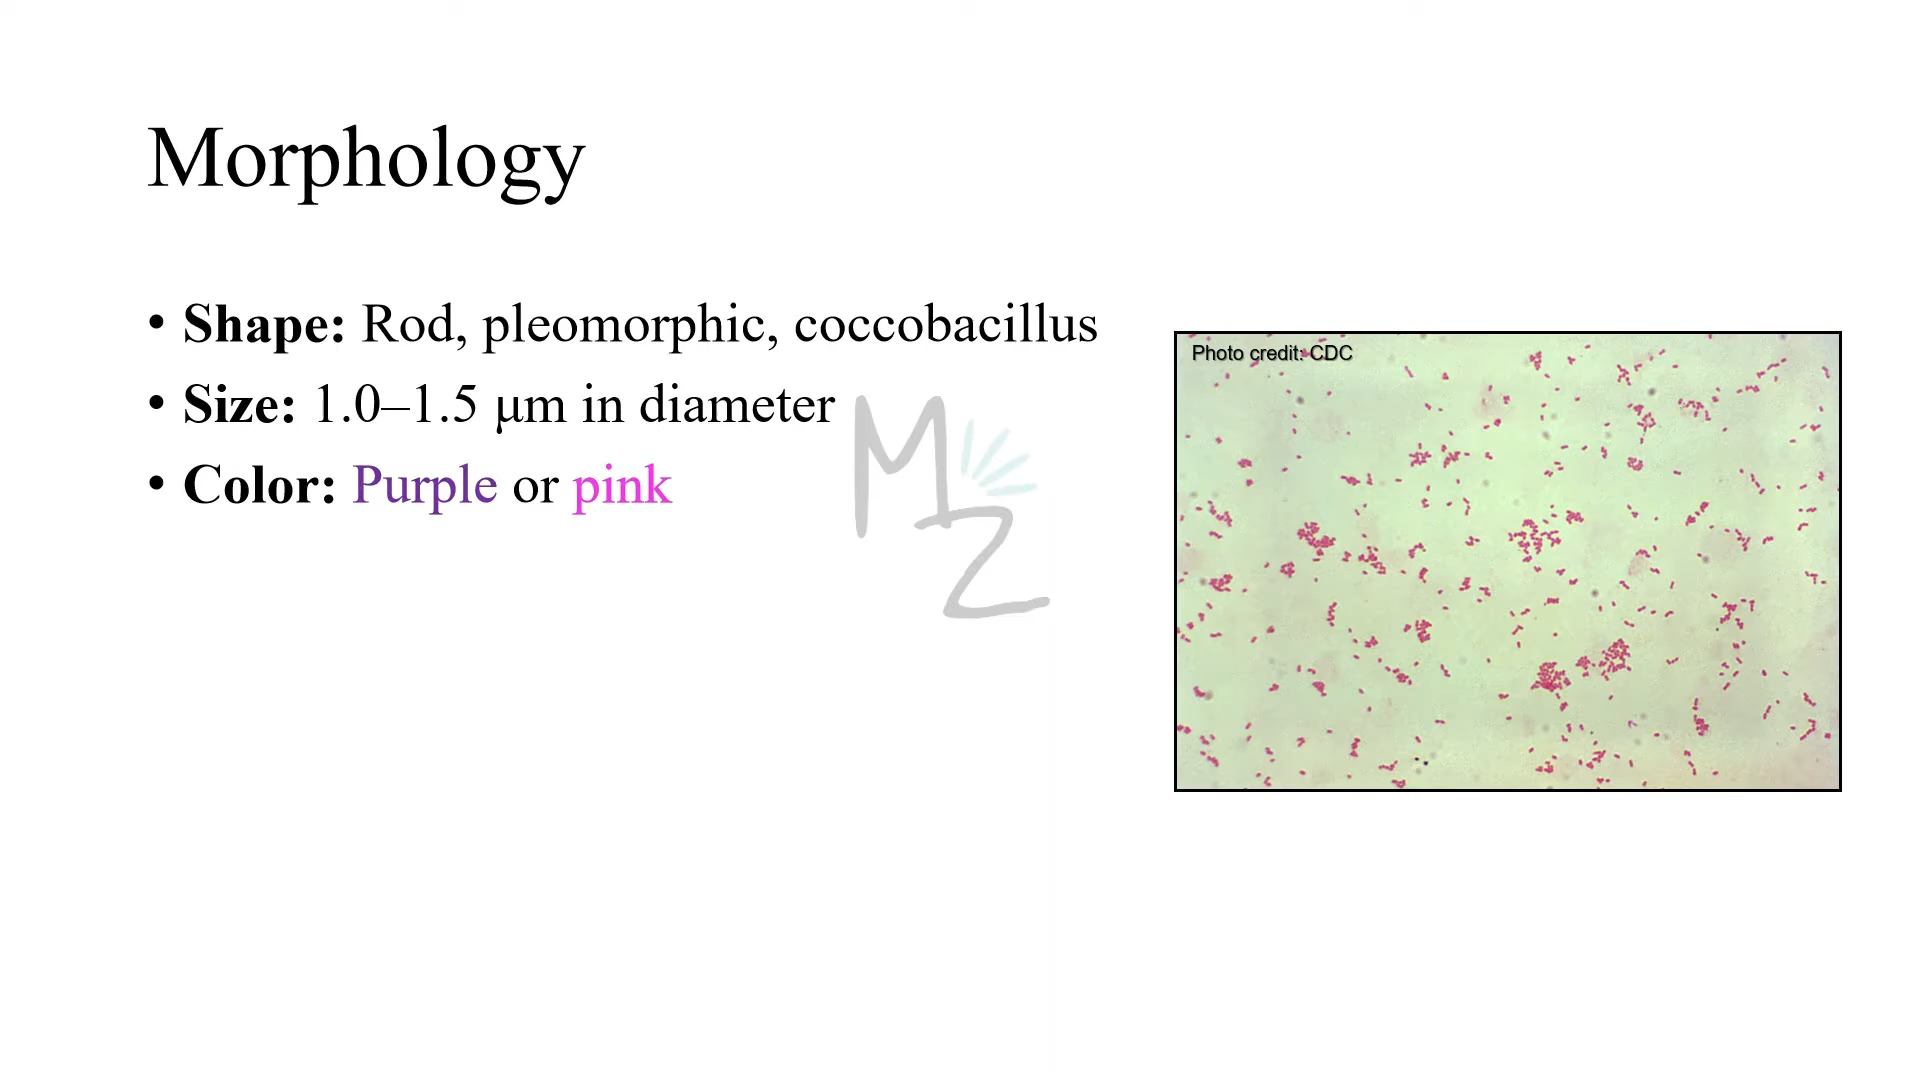 Morphology
• Shape: Rod, pleomorphic, coccobacillus
• Size: 1.0–1.5 μm in diameter
• Color: Purple or pink
MZ
Photo credit: CDC